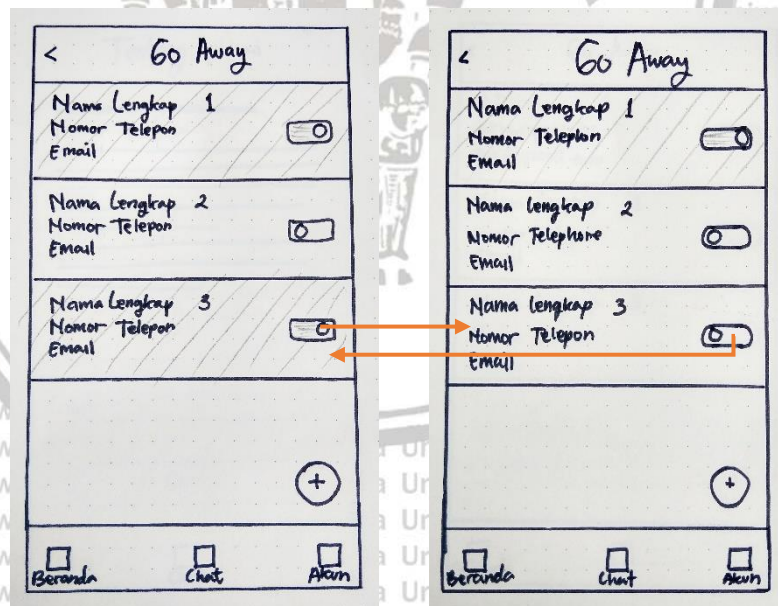 < Go Away
Nama Lengkap 1
Nomor Telepon
Email
Nama Lengkap 2
Nomor Telepon
Email
Nama Lengkap 3
Nomor Telepon
Email
+
Beranda Chat Akun
< Go Away
Nama Lengkap 1
Nomor Telephon
Email
Nama Lengkap 2
Nomor Telephone
Email
Nama Lengkap 3
Nomor Telepon
Email
+
Beranda Chat Akun